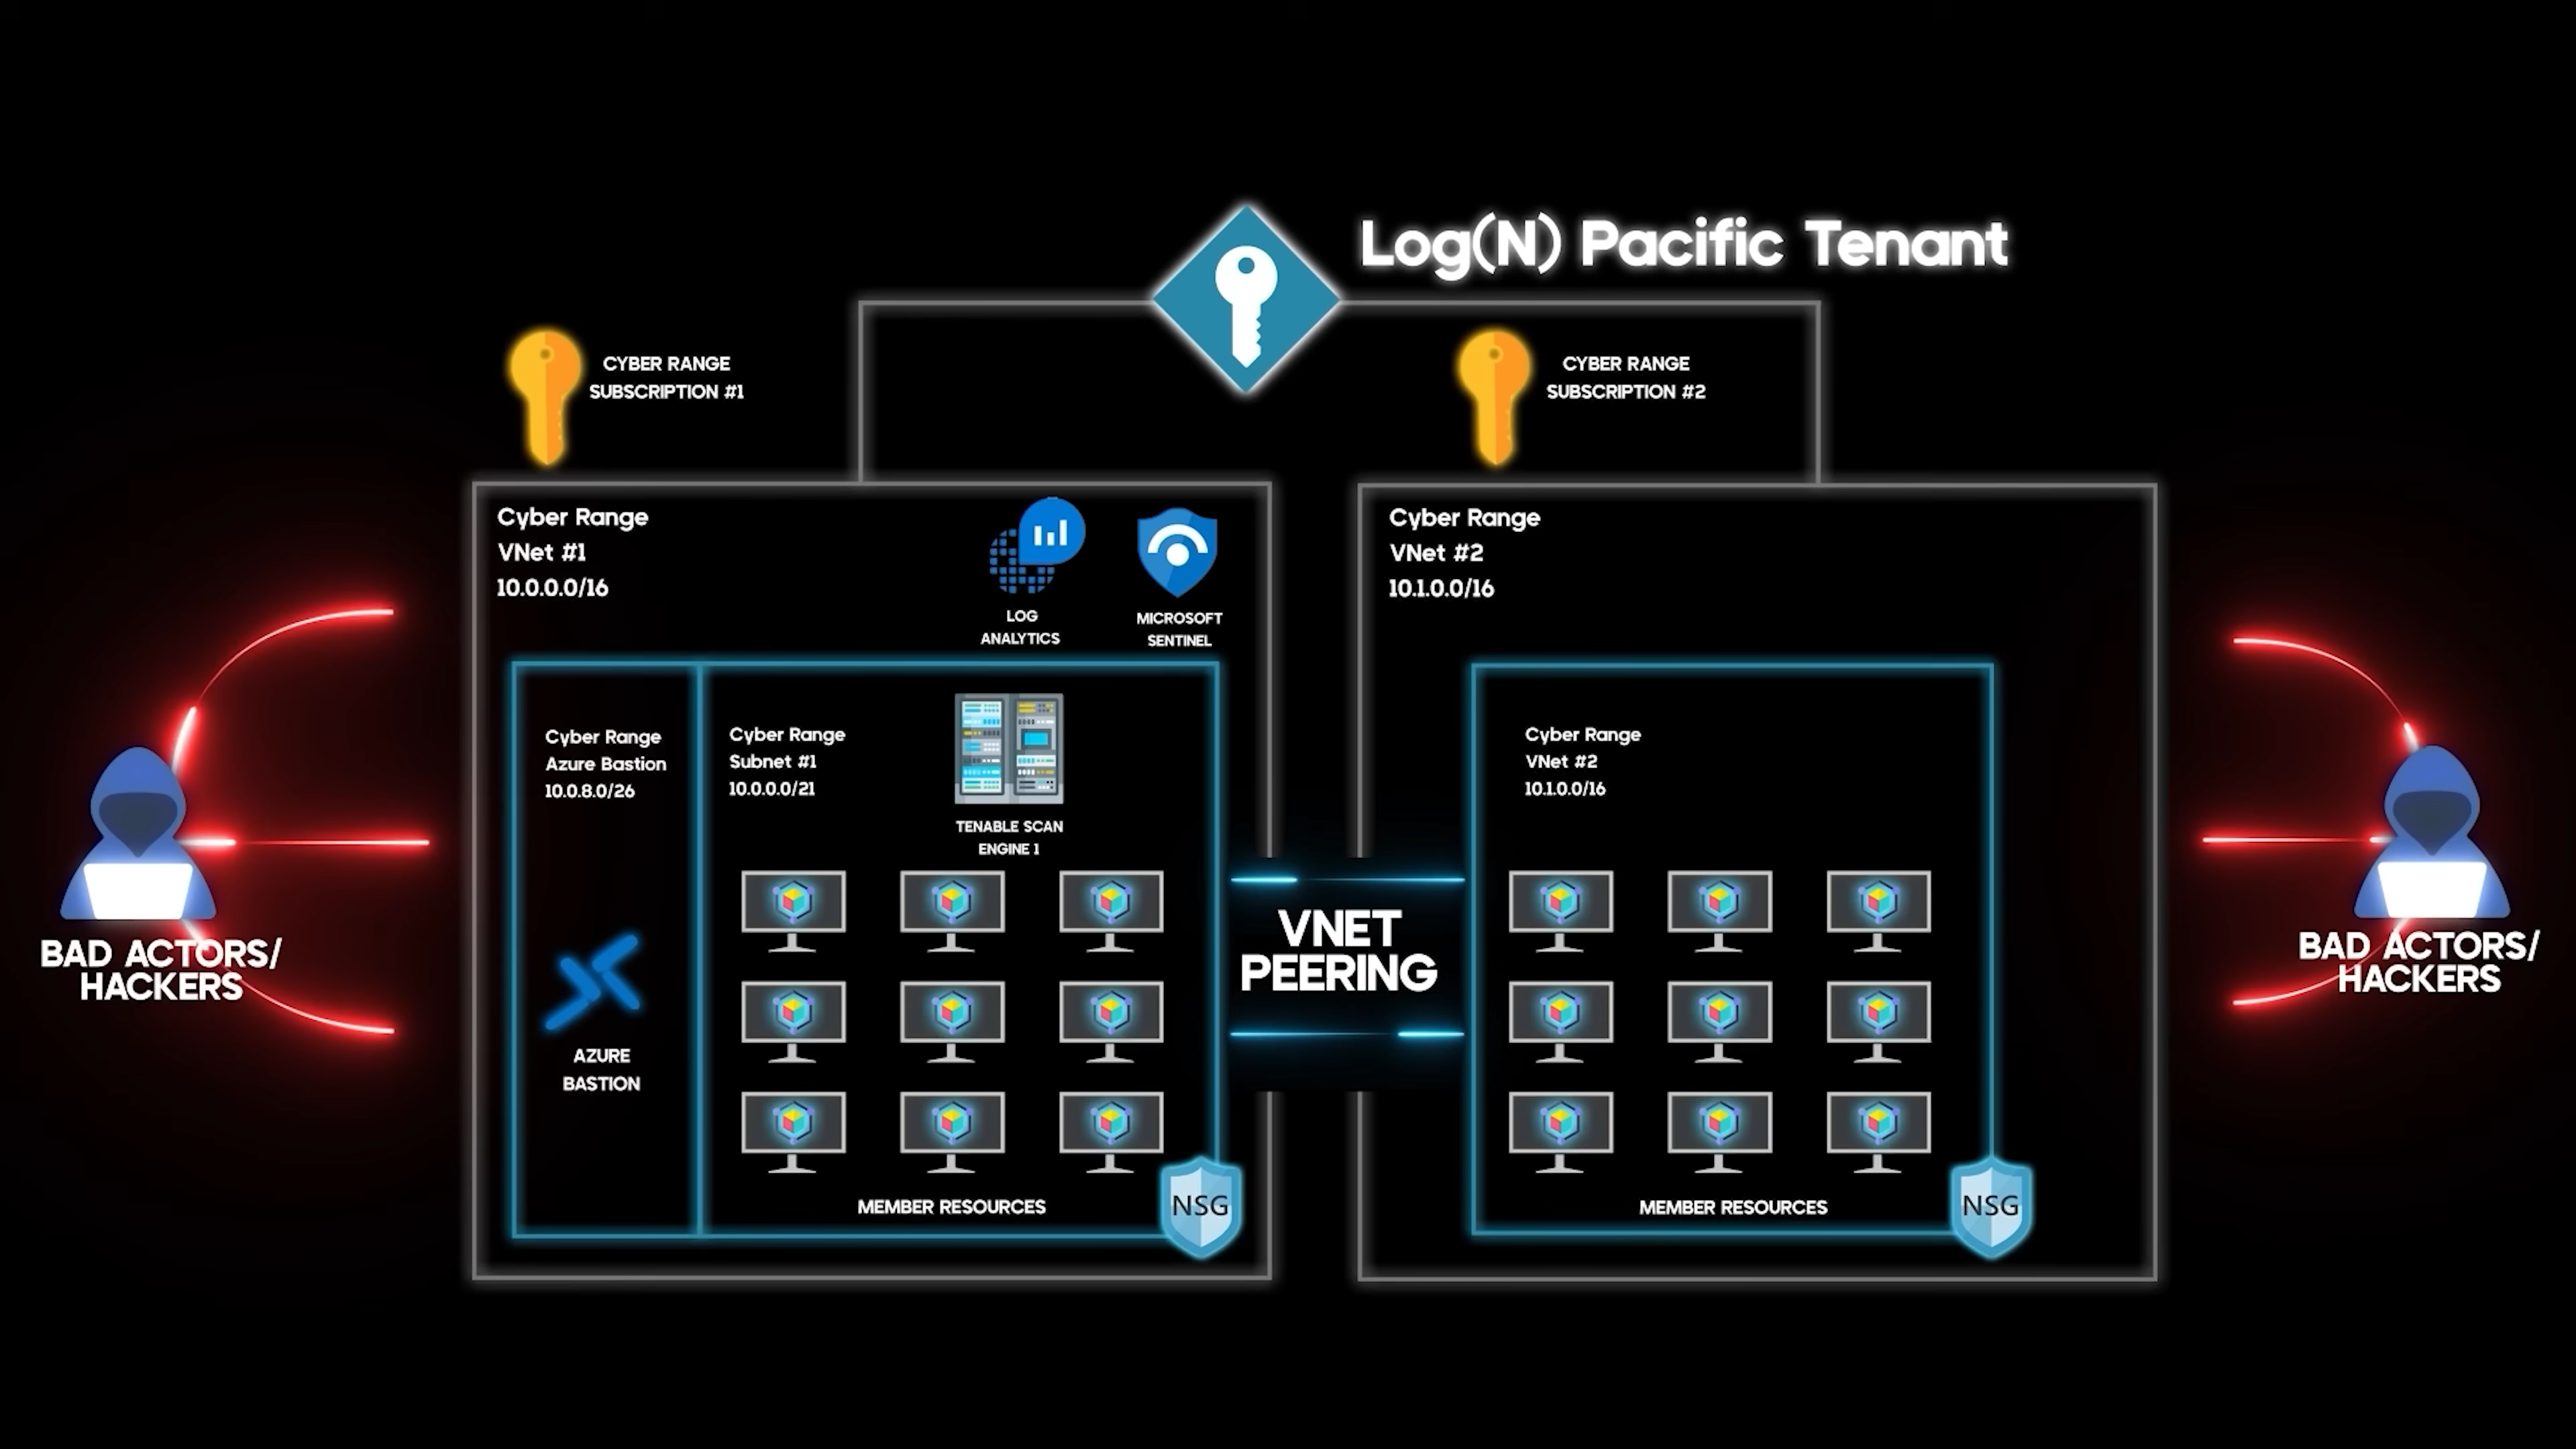 Log(N) Pacific Tenant
CYBER RANGE
SUBSCRIPTION #1
CYBER RANGE
SUBSCRIPTION #2
Cyber Range
VNet #1
10.0.0.0/16
LOG
ANALYTICS
MICROSOFT
SENTINEL
Cyber Range
VNet #2
10.1.0.0/16
Cyber Range
Azure Bastion
10.0.8.0/26
Cyber Range
Subnet #1
10.0.0.0/21
TENABLE SCAN
ENGINE 1
Cyber Range
VNet #2
10.1.0.0/16
BAD ACTORS/
HACKERS
VNET
PEERING
BAD ACTORS/
HACKERS
AZURE
BASTION
MEMBER RESOURCES
NSG
MEMBER RESOURCES
NSG